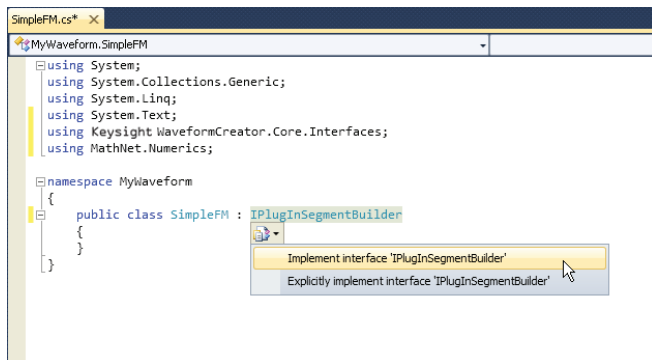 SimpleFM.cs*
MyWaveform.SimpleFM
using System;
using System.Collections.Generic;
using System.Linq;
using System.Text;
using Keysight WaveformCreator.Core.Interfaces;
using MathNet.Numerics;
namespace MyWaveform
{
public class SimpleFM : IPlugInSegmentBuilder
{
}
}
Implement interface 'IPlugInSegmentBuilder'
Explicitly implement interface 'IPlugInSegmentBuilder'